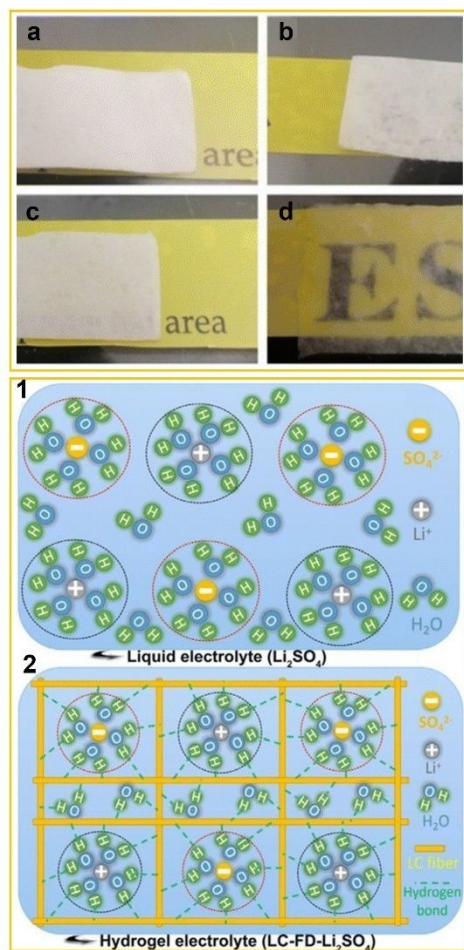 a
b
area
c
d
area
ES
1
SO₄²⁻
Li⁺
H₂O
Liquid electrolyte (Li₂SO₄)
2
SO₄²⁻
Li⁺
H₂O
LC fiber
Hydrogen
bond
Hydrogel electrolyte (LC-FD-Li₂SO₄)